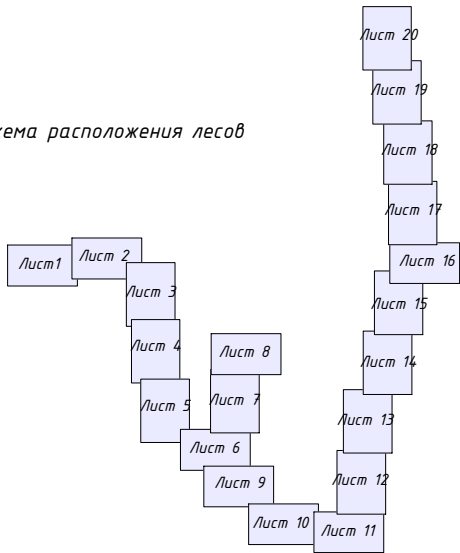 Лист 20
Лист 19
расположения лесов
Лист 18
Лист 17
Лист 2
Лист1
Лист 16
Лист 3
Лист 15
Лист 4
Лист 8
Лист 14
Лист 7
Лист 5
Лист 13
Лист 6
Лист 12
Лист 9
Лист 10
Лист 11